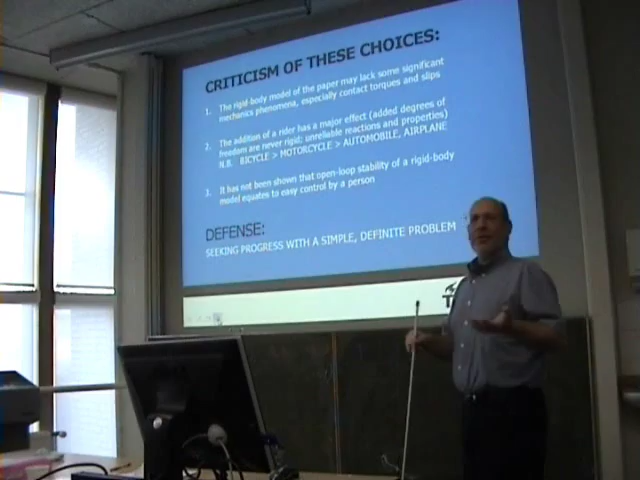 CRITICISM OF THESE CHOICES:
1. The rigid-body model of the paper may lack some significant
mechanics phenomena, especially contact torques and slips
2. The addition of a rider has a major effect (added degrees of
freedom are never rigid; unreliable reactions and properties)
N.B. BICYCLE > MOTORCYCLE > AUTOMOBILE, AIRPLANE
3. It has not been shown that open-loop stability of a rigid-body
model equates to easy control by a person
DEFENSE:
SEEKING PROGRESS WITH A SIMPLE, DEFINITE PROBLEM